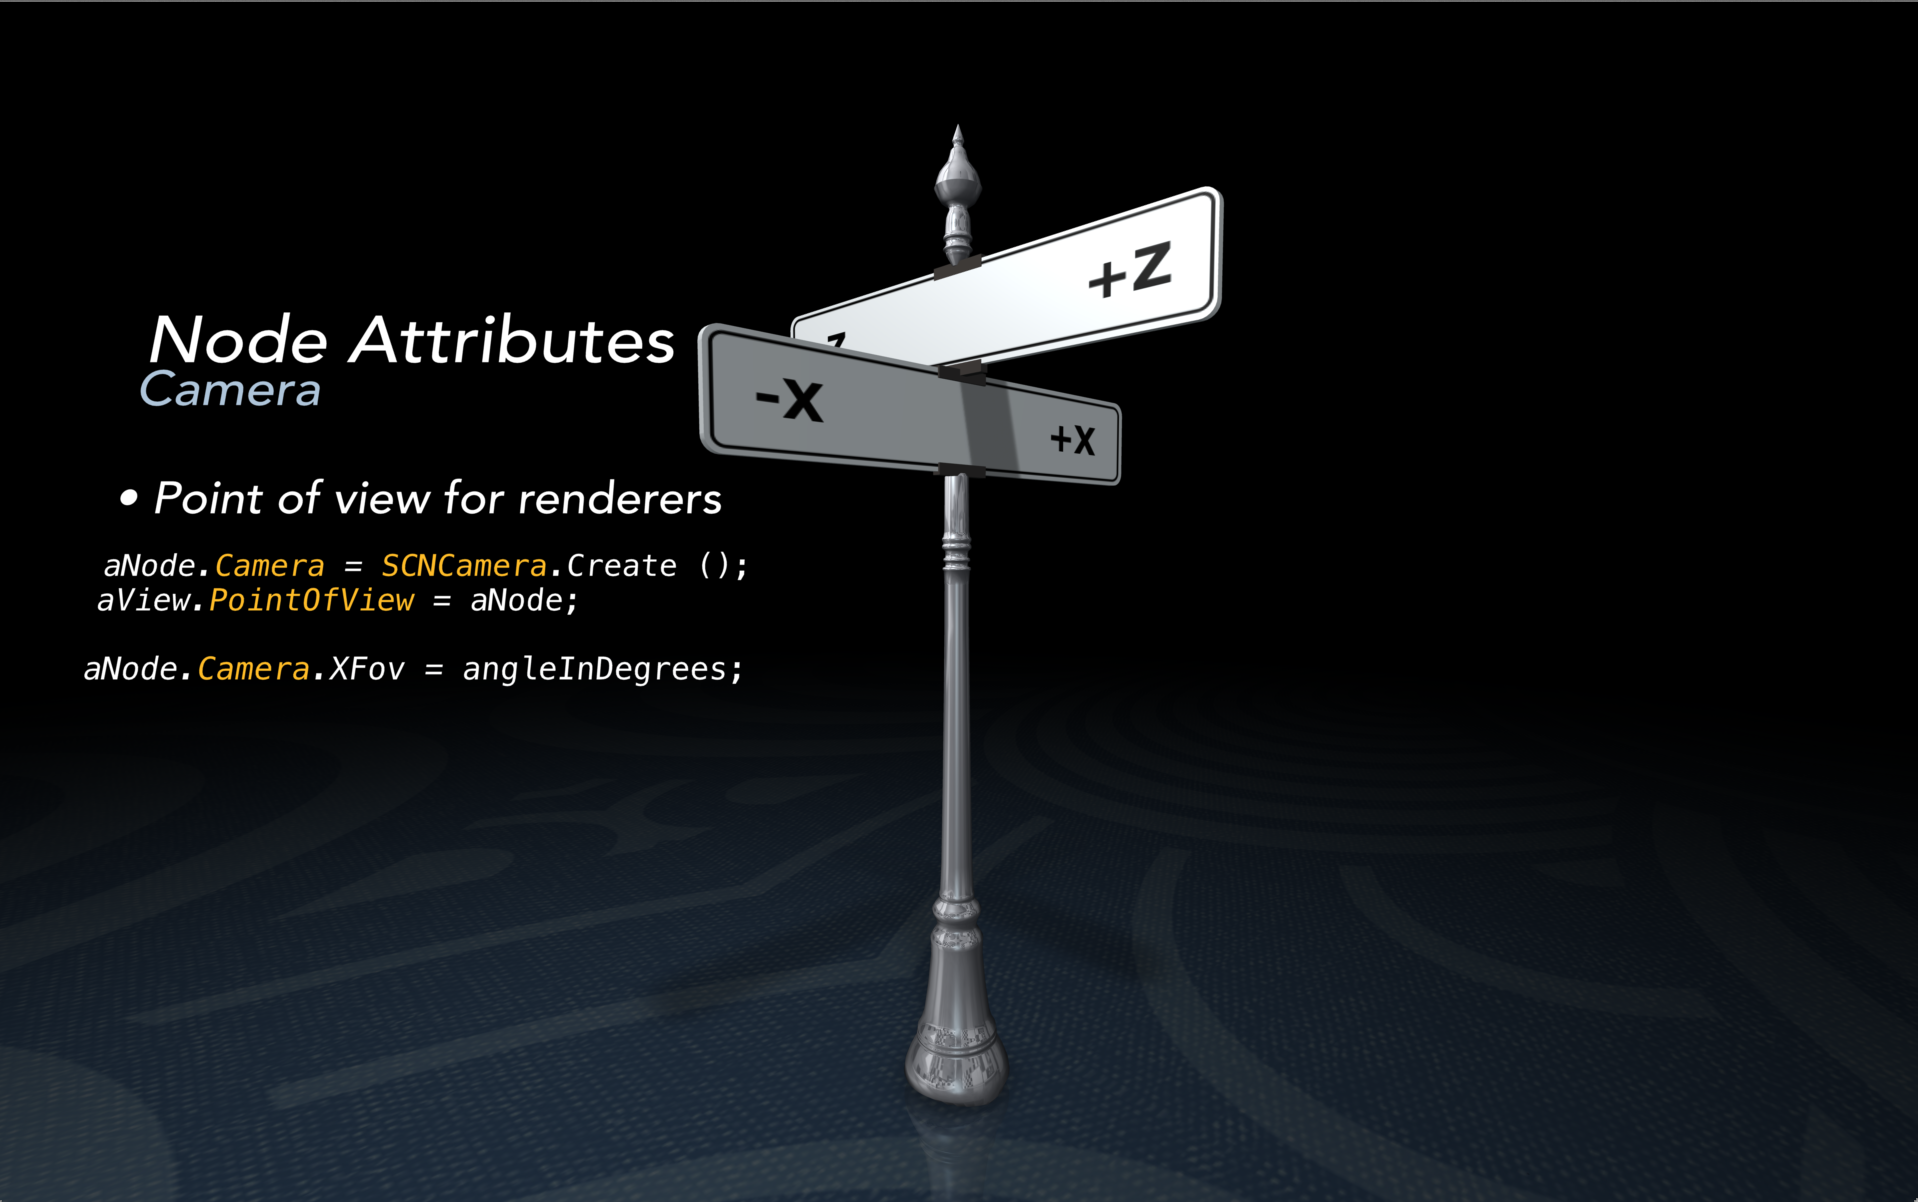 Node Attributes
Camera
• Point of view for renderers
aNode.Camera = SCNCamera.Create ();
aView.PointOfView = aNode;
aNode.Camera.XFov = angleInDegrees;
+Z
-X
+X